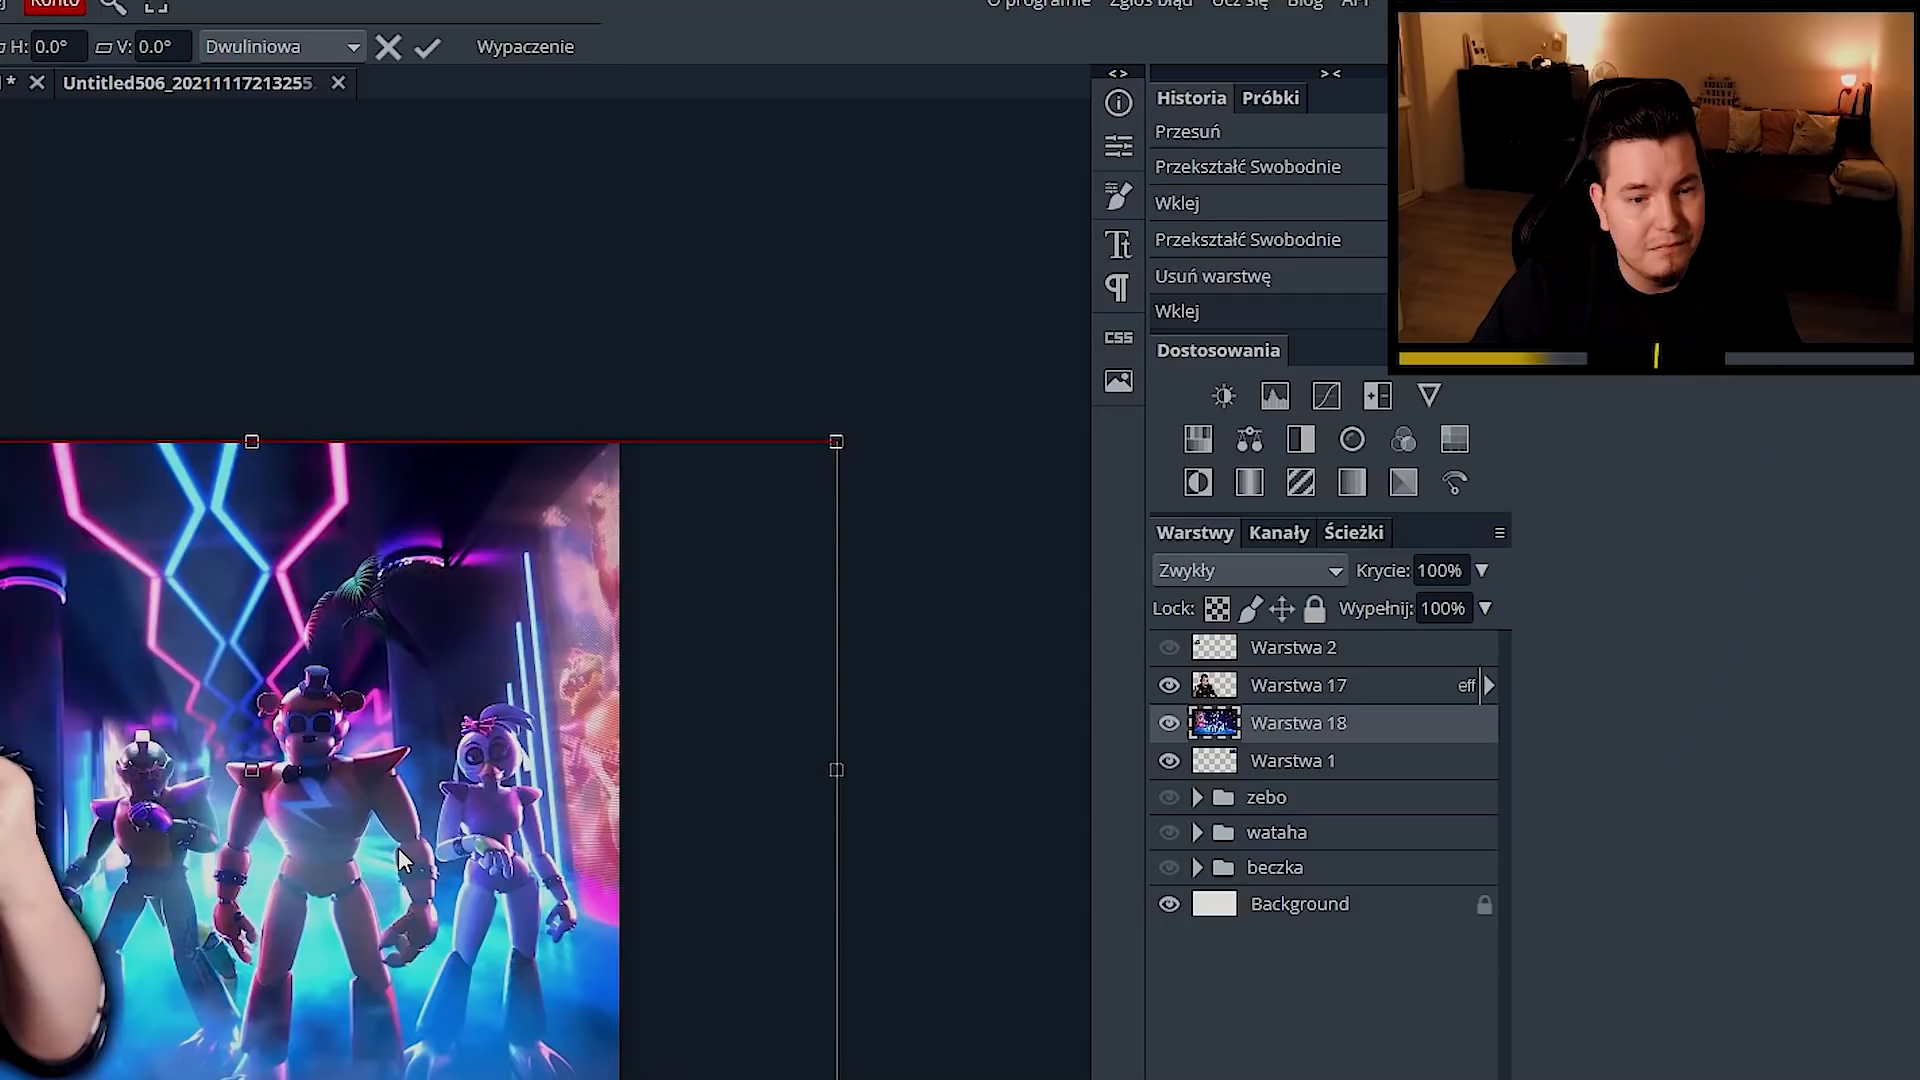 Konto
O programie Zgłoś błąd Ucz się Blog API
H: 0.0° V: 0.0° Dwuliniowa Wypaczenie
* Untitled506_20211117213255.
Historia Próbki
Przesuń
Przekształć Swobodnie
Wklej
Przekształć Swobodnie
Usuń warstwę
Wklej
CSS
Dostosowania
Warstwy Kanały Ścieżki
Zwykły Krycie: 100%
Lock: Wypełnij: 100%
Warstwa 2
Warstwa 17 eff
Warstwa 18
Warstwa 1
zebo
wataha
beczka
Background